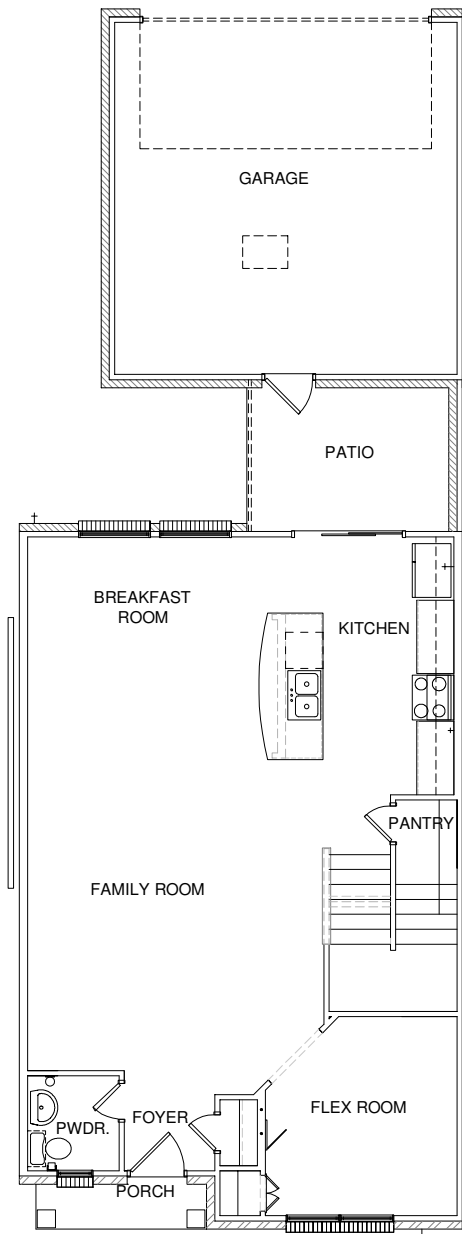 GARAGE
PATIO
BREAKFAST
ROOM
KITCHEN
PANTRY
FAMILY ROOM
FLEX ROOM
FOYER
PWDR.
PORCH